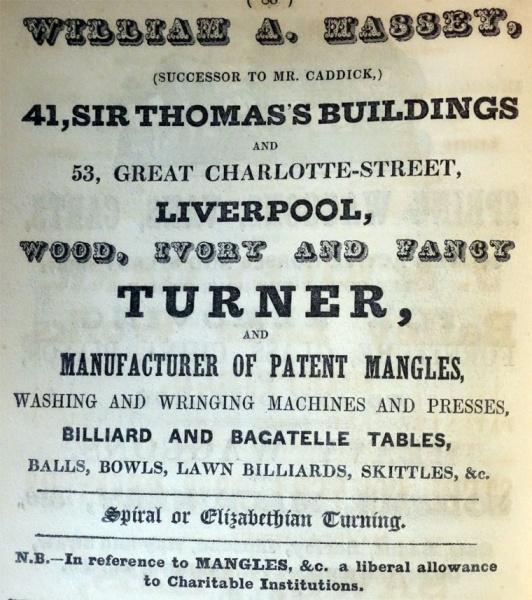 ( 88 )
WILLIAM A. MASSEY,
(SUCCESSOR TO MR. CADDICK,)
41, SIR THOMAS'S BUILDINGS
AND
53, GREAT CHARLOTTE-STREET,
LIVERPOOL,
WOOD, IVORY AND FANCY
TURNER,
AND
MANUFACTURER OF PATENT MANGLES,
WASHING AND WRINGING MACHINES AND PRESSES,
BILLIARD AND BAGATELLE TABLES,
BALLS, BOWLS, LAWN BILLIARDS, SKITTLES, &c.
Spiral or Elizabethian Turning.
N.B.—In reference to MANGLES, &c. a liberal allowance
to Charitable Institutions.